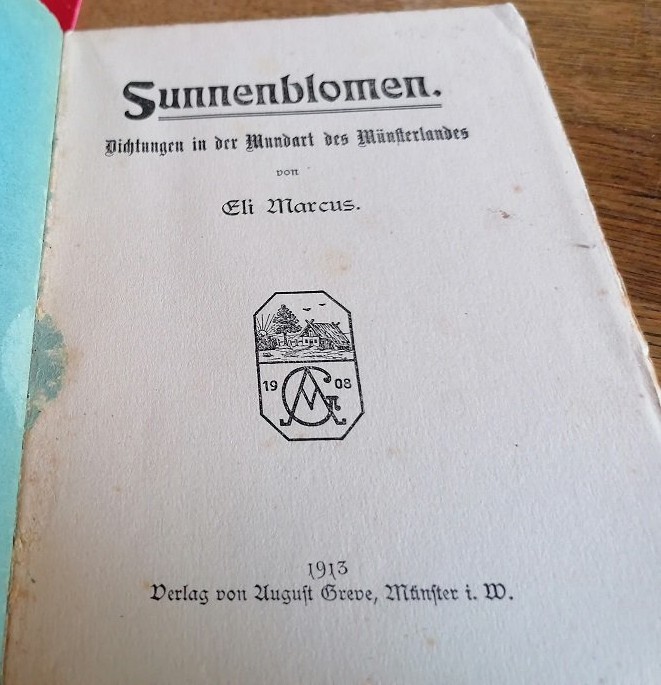 Sunnenblomen.
Dichtungen in der Mundart des Münsterlandes
von
Eli Marcus.
19 08
1913
Verlag von August Greve, Münster i. W.